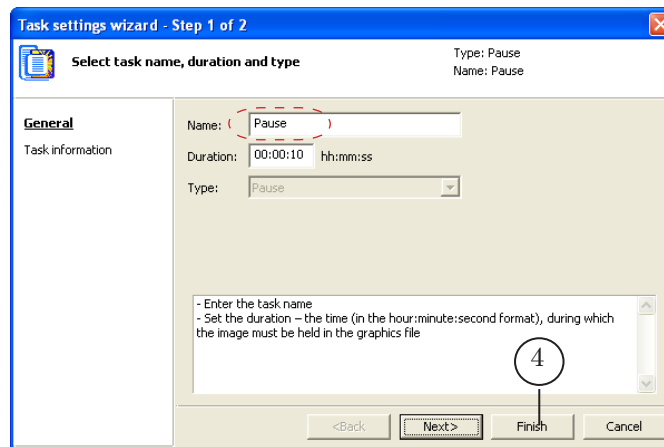 Task settings wizard - Step 1 of 2
Select task name, duration and type
Type: Pause
Name: Pause
General
Task information
Name: Pause
Duration: 00:00:10 hh:mm:ss
Type: Pause
- Enter the task name
- Set the duration – the time (in the hour:minute:second format), during which
the image must be held in the graphics file
4
<Back Next> Finish Cancel